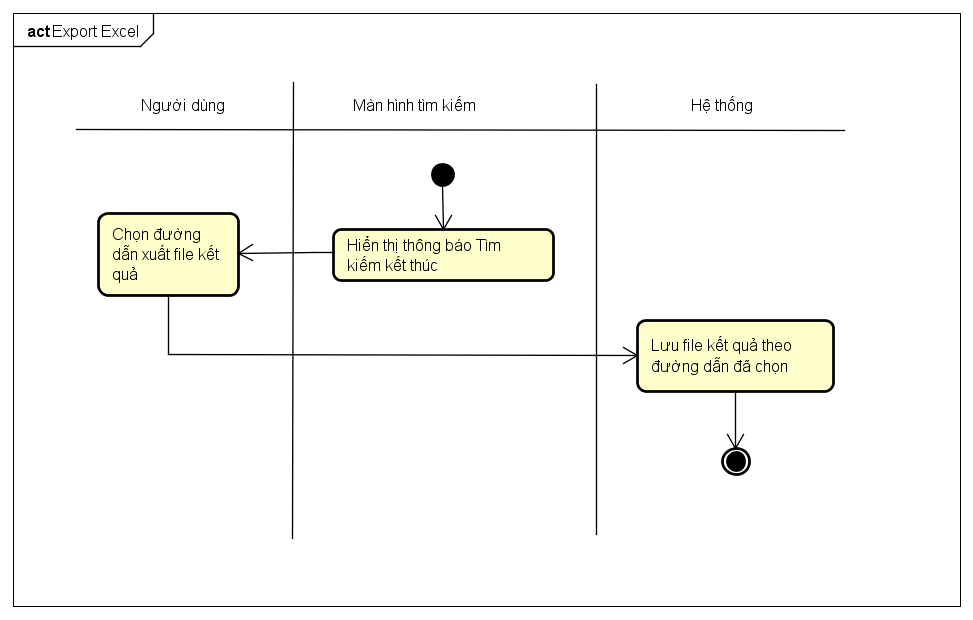 act Export Excel
Người dùng
Màn hình tìm kiếm
Hệ thống
Hiển thị thông báo Tìm
kiếm kết thúc
Chọn đường
dẫn xuất file kết
quả
Lưu file kết quả theo
đường dẫn đã chọn